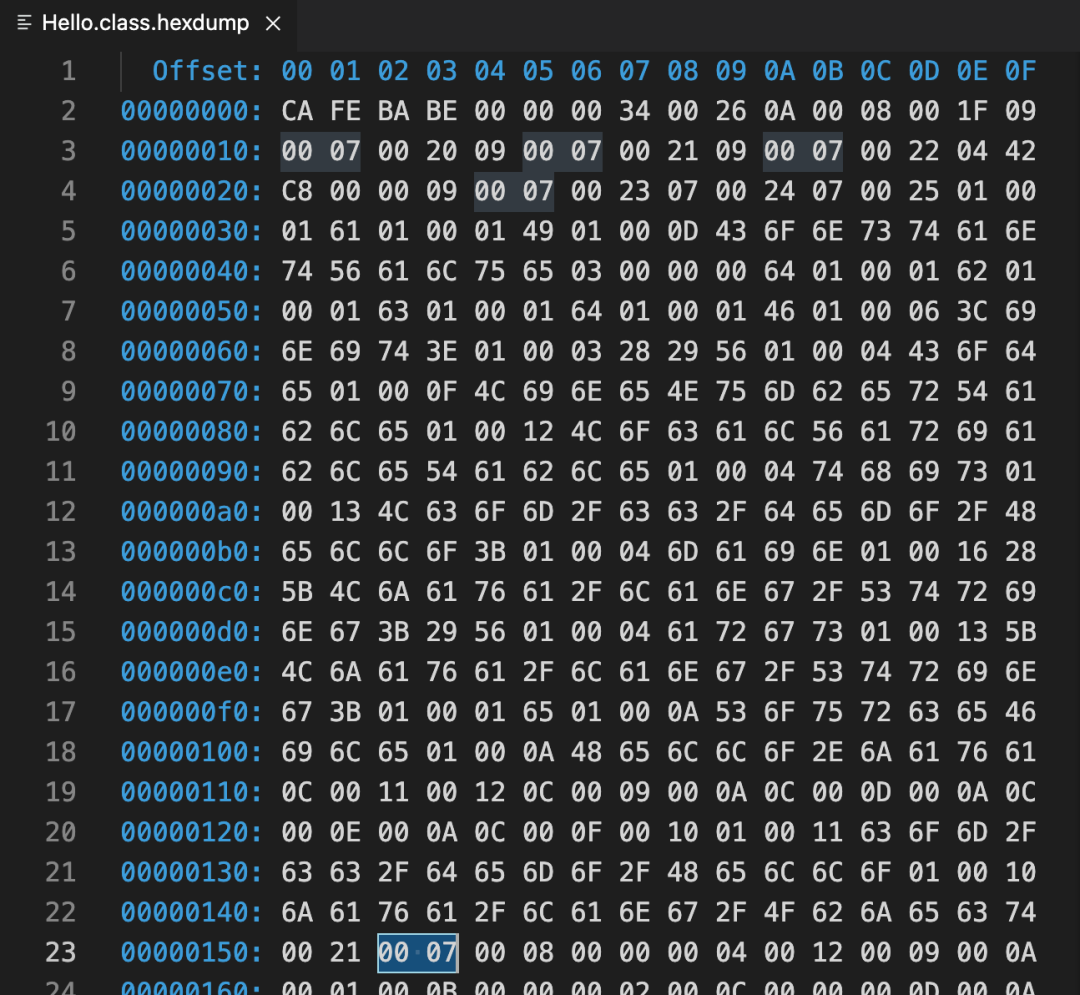 Hello.class.hexdump ×
1 Offset: 00 01 02 03 04 05 06 07 08 09 0A 0B 0C 0D 0E 0F
2 00000000: CA FE BA BE 00 00 00 34 00 26 0A 00 08 00 1F 09
3 00000010: 00 07 00 20 09 00 07 00 21 09 00 07 00 22 04 42
4 00000020: C8 00 00 09 00 07 00 23 07 00 24 07 00 25 01 00
5 00000030: 01 61 01 00 01 49 01 00 0D 43 6F 6E 73 74 61 6E
6 00000040: 74 56 61 6C 75 65 03 00 00 00 64 01 00 01 62 01
7 00000050: 00 01 63 01 00 01 64 01 00 01 46 01 00 06 3C 69
8 00000060: 6E 69 74 3E 01 00 03 28 29 56 01 00 04 43 6F 64
9 00000070: 65 01 00 0F 4C 69 6E 65 4E 75 6D 62 65 72 54 61
10 00000080: 62 6C 65 01 00 12 4C 6F 63 61 6C 56 61 72 69 61
11 00000090: 62 6C 65 54 61 62 6C 65 01 00 04 74 68 69 73 01
12 000000a0: 00 13 4C 63 6F 6D 2F 63 63 2F 64 65 6D 6F 2F 48
13 000000b0: 65 6C 6C 6F 3B 01 00 04 6D 61 69 6E 01 00 16 28
14 000000c0: 5B 4C 6A 61 76 61 2F 6C 61 6E 67 2F 53 74 72 69
15 000000d0: 6E 67 3B 29 56 01 00 04 61 72 67 73 01 00 13 5B
16 000000e0: 4C 6A 61 76 61 2F 6C 61 6E 67 2F 53 74 72 69 6E
17 000000f0: 67 3B 01 00 01 65 01 00 0A 53 6F 75 72 63 65 46
18 00000100: 69 6C 65 01 00 0A 48 65 6C 6C 6F 2E 6A 61 76 61
19 00000110: 0C 00 11 00 12 0C 00 09 00 0A 0C 00 0D 00 0A 0C
20 00000120: 00 0E 00 0A 0C 00 0F 00 10 01 00 11 63 6F 6D 2F
21 00000130: 63 63 2F 64 65 6D 6F 2F 48 65 6C 6C 6F 01 00 10
22 00000140: 6A 61 76 61 2F 6C 61 6E 67 2F 4F 62 6A 65 63 74
23 00000150: 00 21 00 07 00 08 00 00 00 04 00 12 00 09 00 0A
24 00000160: 00 01 00 0B 00 00 00 02 00 0C 00 00 00 0D 00 0A